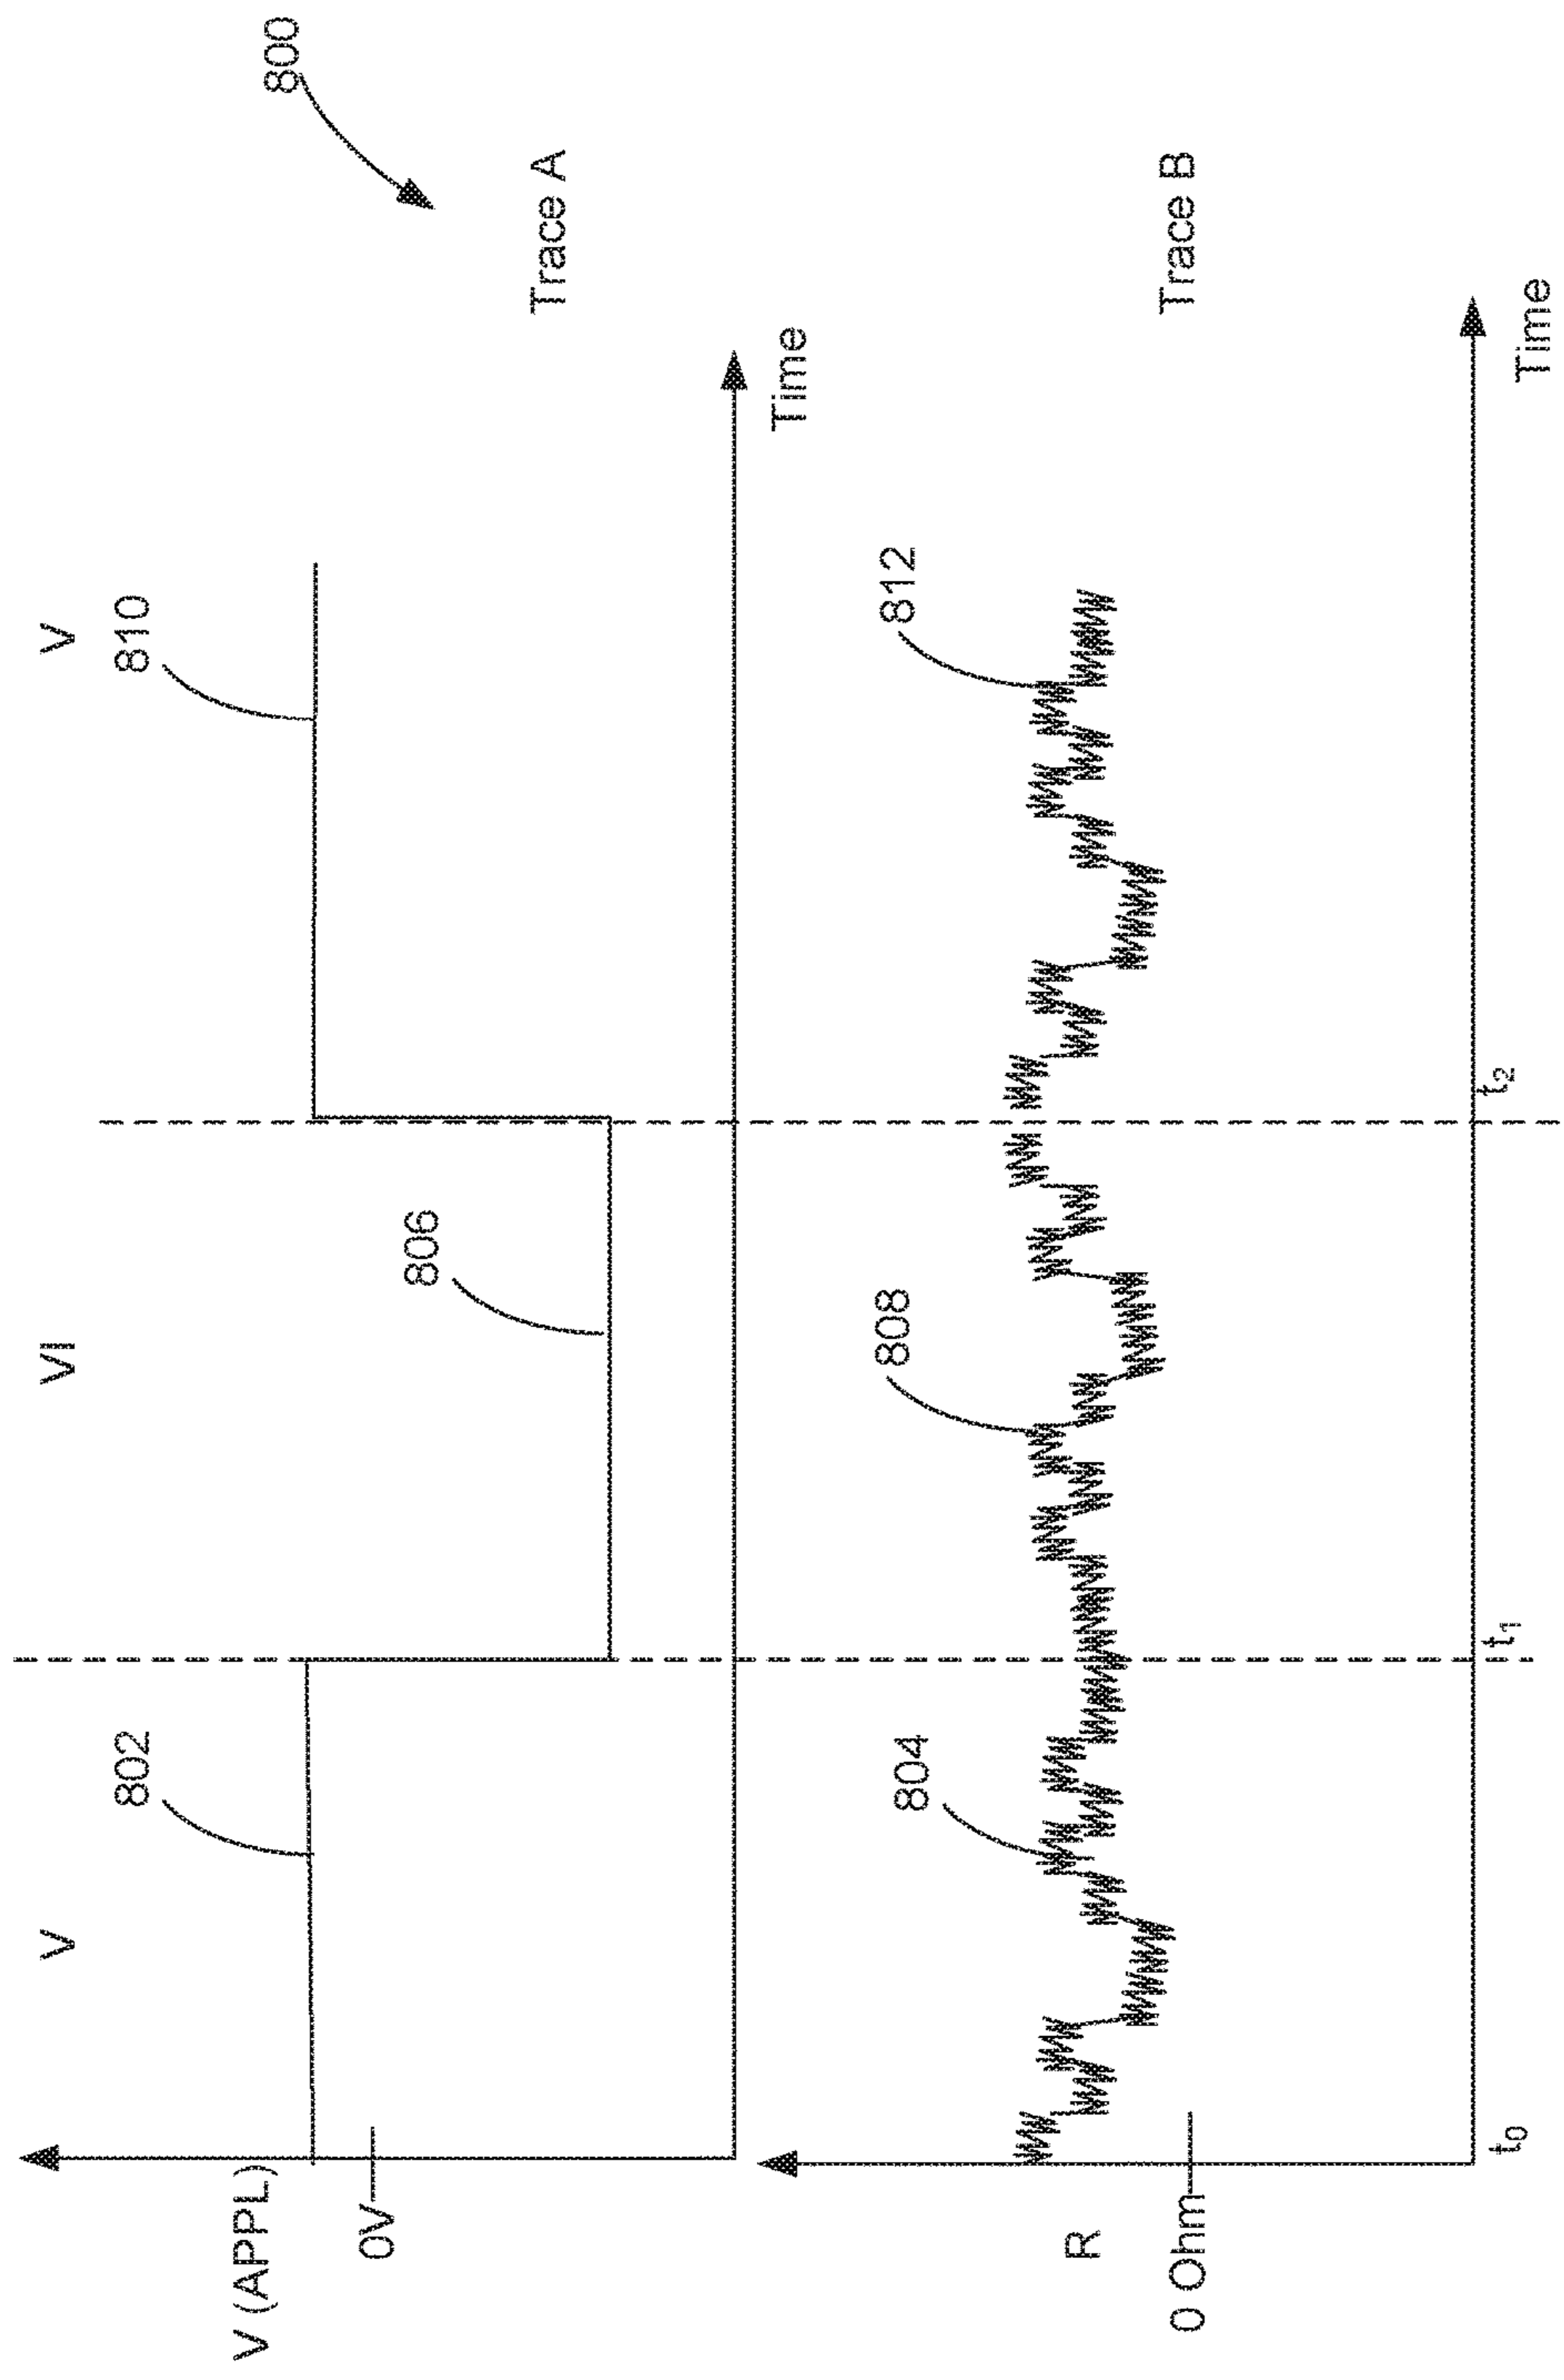 800
V
VI
V
802
806
810
V (APPL)
0V
Trace A
Time
804
808
812
R
0 Ohm
Trace B
t0
t1
t2
Time